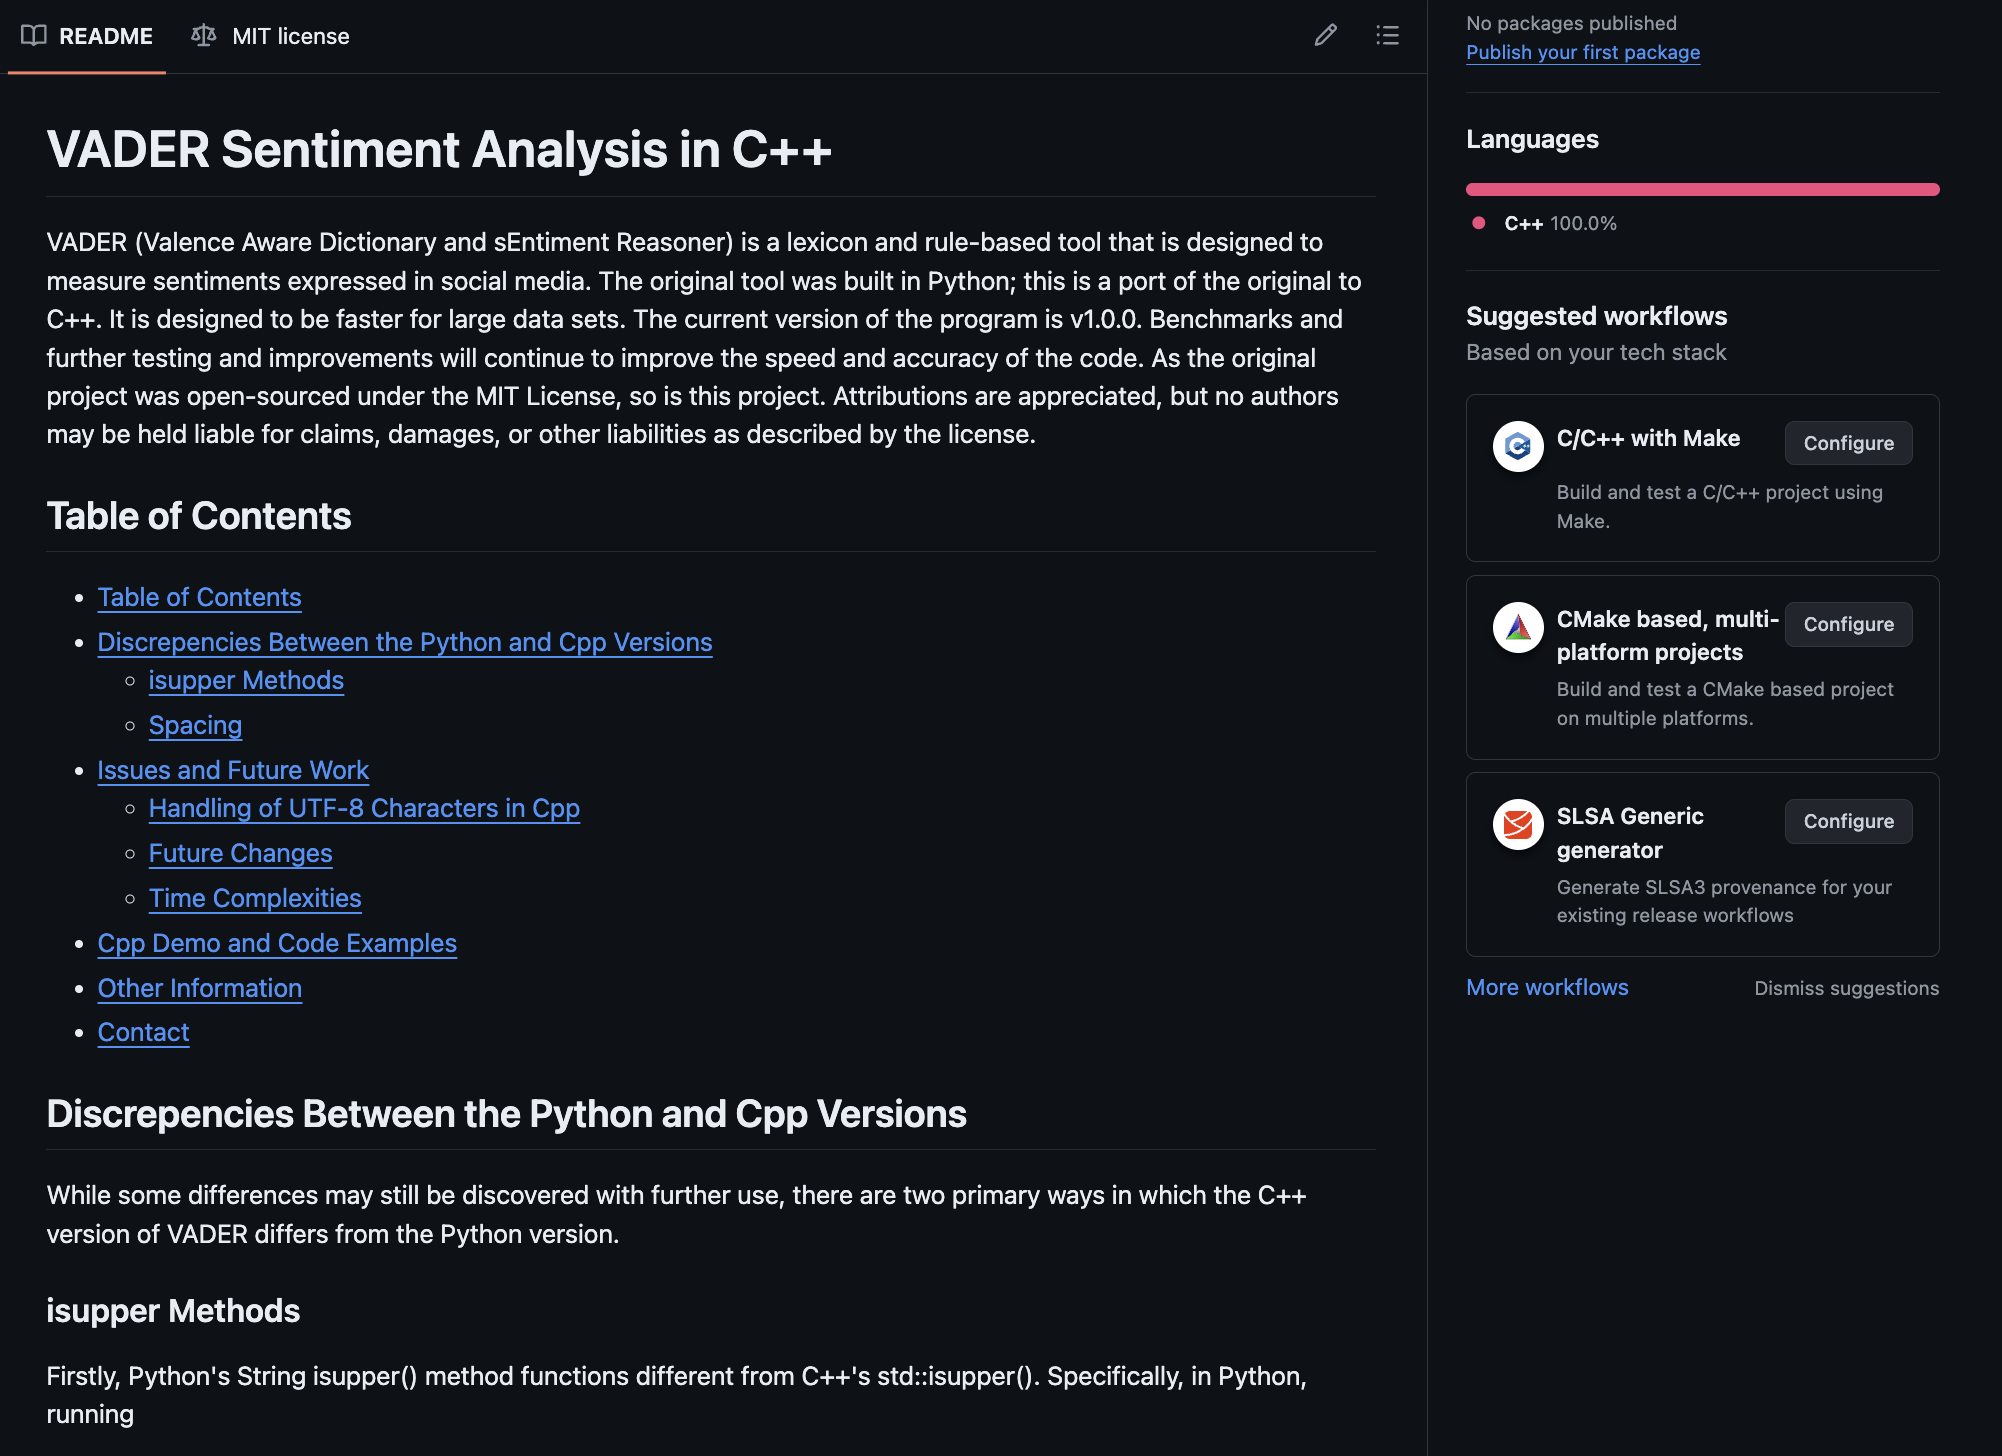 README
MIT license
VADER Sentiment Analysis in C++
VADER (Valence Aware Dictionary and sEntiment Reasoner) is a lexicon and rule-based tool that is designed to
measure sentiments expressed in social media. The original tool was built in Python; this is a port of the original to
C++. It is designed to be faster for large data sets. The current version of the program is v1.0.0. Benchmarks and
further testing and improvements will continue to improve the speed and accuracy of the code. As the original
project was open-sourced under the MIT License, so is this project. Attributions are appreciated, but no authors
may be held liable for claims, damages, or other liabilities as described by the license.
Table of Contents
Table of Contents
Discrepencies Between the Python and Cpp Versions
isupper Methods
Spacing
Issues and Future Work
Handling of UTF-8 Characters in Cpp
Future Changes
Time Complexities
Cpp Demo and Code Examples
Other Information
Contact
Discrepencies Between the Python and Cpp Versions
While some differences may still be discovered with further use, there are two primary ways in which the C++
version of VADER differs from the Python version.
isupper Methods
Firstly, Python's String isupper() method functions different from C++'s std::isupper(). Specifically, in Python,
running
No packages published
Publish your first package
Languages
C++ 100.0%
Suggested workflows
Based on your tech stack
C/C++ with Make
Configure
Build and test a C/C++ project using
Make.
CMake based, multi-
platform projects
Configure
Build and test a CMake based project
on multiple platforms.
SLSA Generic
generator
Configure
Generate SLSA3 provenance for your
existing release workflows
More workflows
Dismiss suggestions